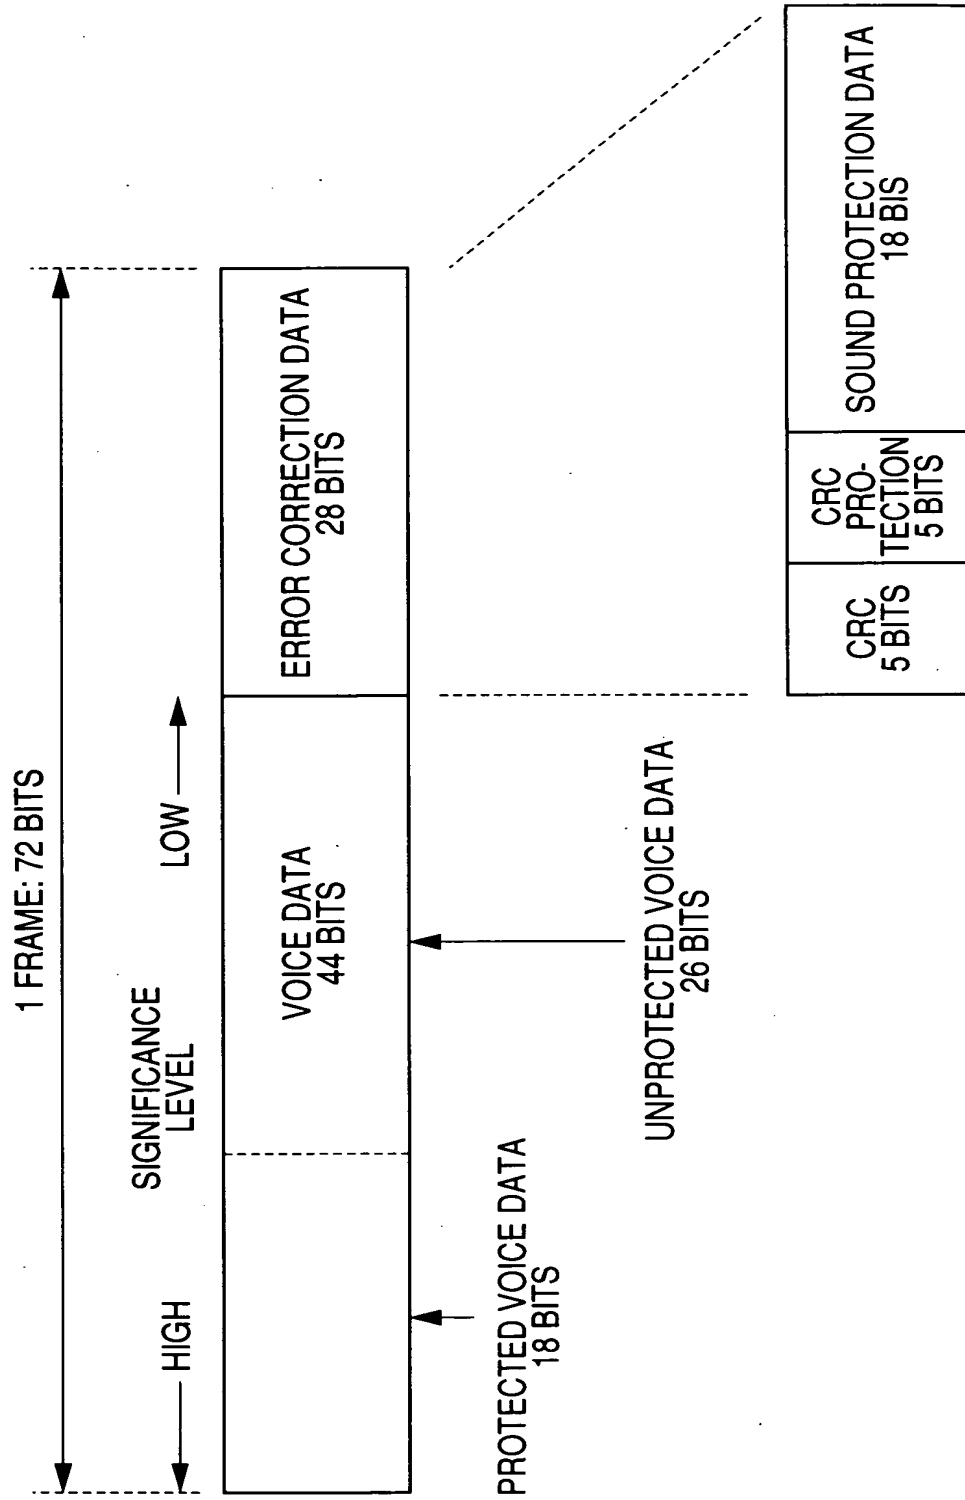 1 FRAME: 72 BITS
SIGNIFICANCE
LEVEL
HIGH
LOW
VOICE DATA
44 BITS
ERROR CORRECTION DATA
28 BITS
PROTECTED VOICE DATA
18 BITS
UNPROTECTED VOICE DATA
26 BITS
CRC
5 BITS
CRC
PRO-
TECTION
5 BITS
SOUND PROTECTION DATA
18 BIS